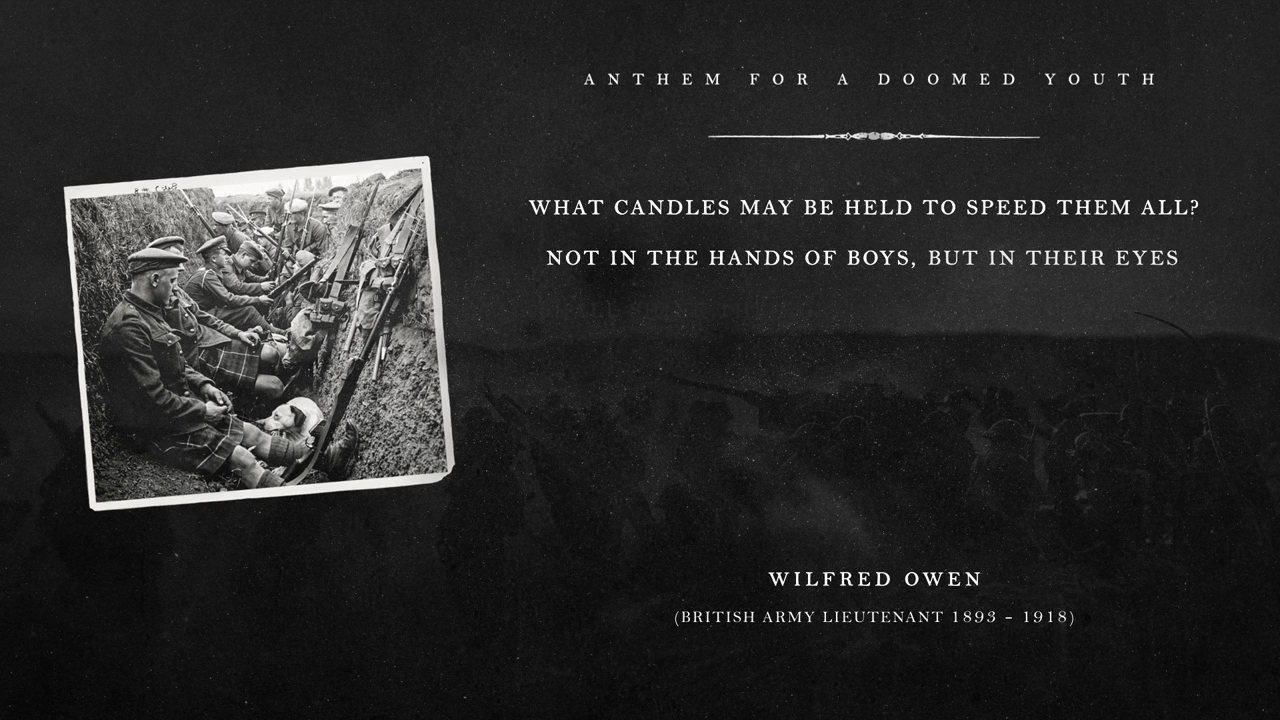 ANTHEM FOR A DOOMED YOUTH
WHAT CANDLES MAY BE HELD TO SPEED THEM ALL?
NOT IN THE HANDS OF BOYS, BUT IN THEIR EYES
WILFRED OWEN
(BRITISH ARMY LIEUTENANT 1893 – 1918)